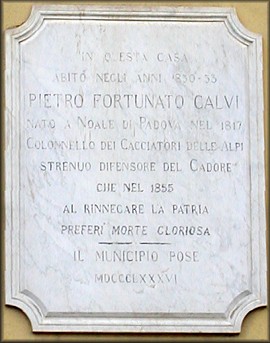 IN QUESTA CASA
ABITÒ NEGLI ANNI 1850-53
PIETRO FORTUNATO CALVI
NATO A NOALE DI PADOVA NEL 1817
COLONNELLO DEI CACCIATORI DELLE ALPI
STRENUO DIFENSORE DEL CADORE
CHE NEL 1855
AL RINNEGARE LA PATRIA
PREFERÌ MORTE GLORIOSA
IL MUNICIPIO POSE
MDCCCLXXXVI